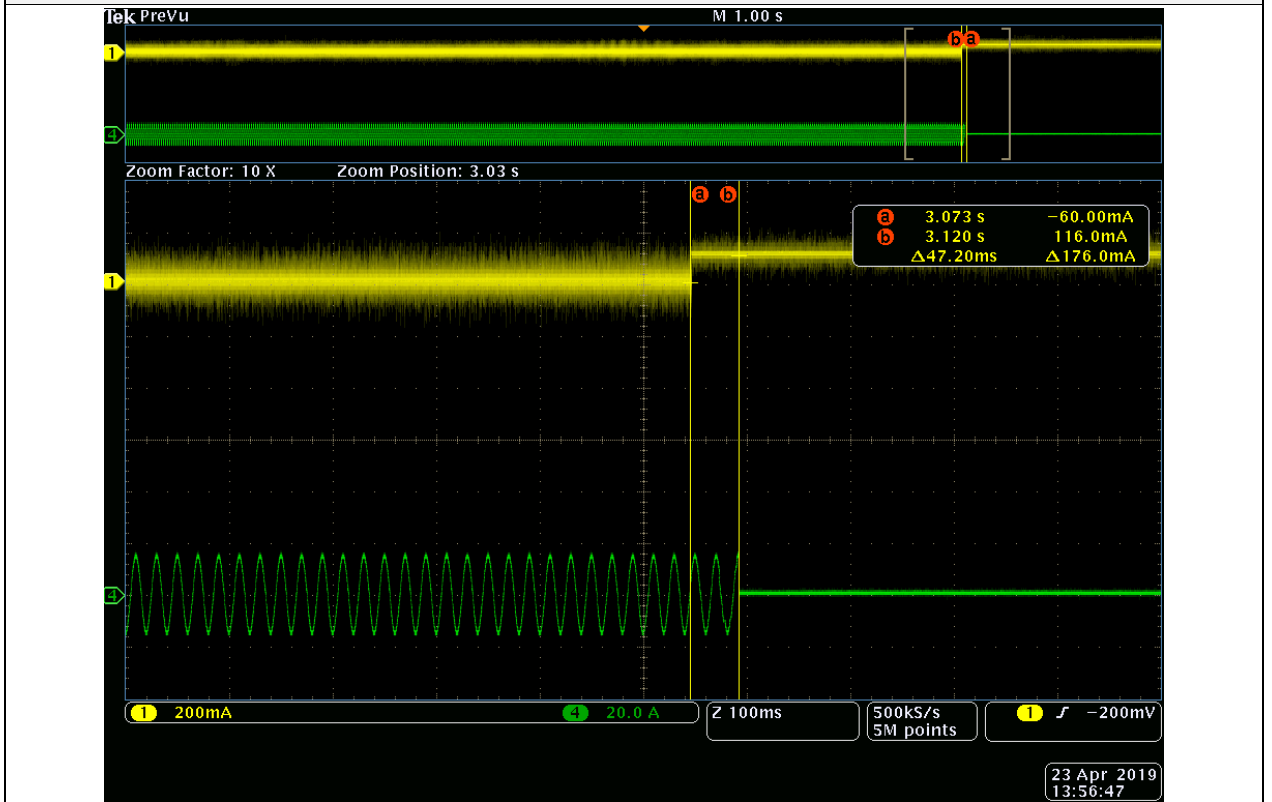 Tek PreVu M 1.00 s
b a
1
4
Zoom Factor: 10 X Zoom Position: 3.03 s
a b
a 3.073 s −60.00mA
b 3.120 s 116.0mA
Δ47.20ms Δ176.0mA
1
4
1 200mA 4 20.0 A Z 100ms 500kS/s 1 −200mV
5M points
23 Apr 2019
13:56:47